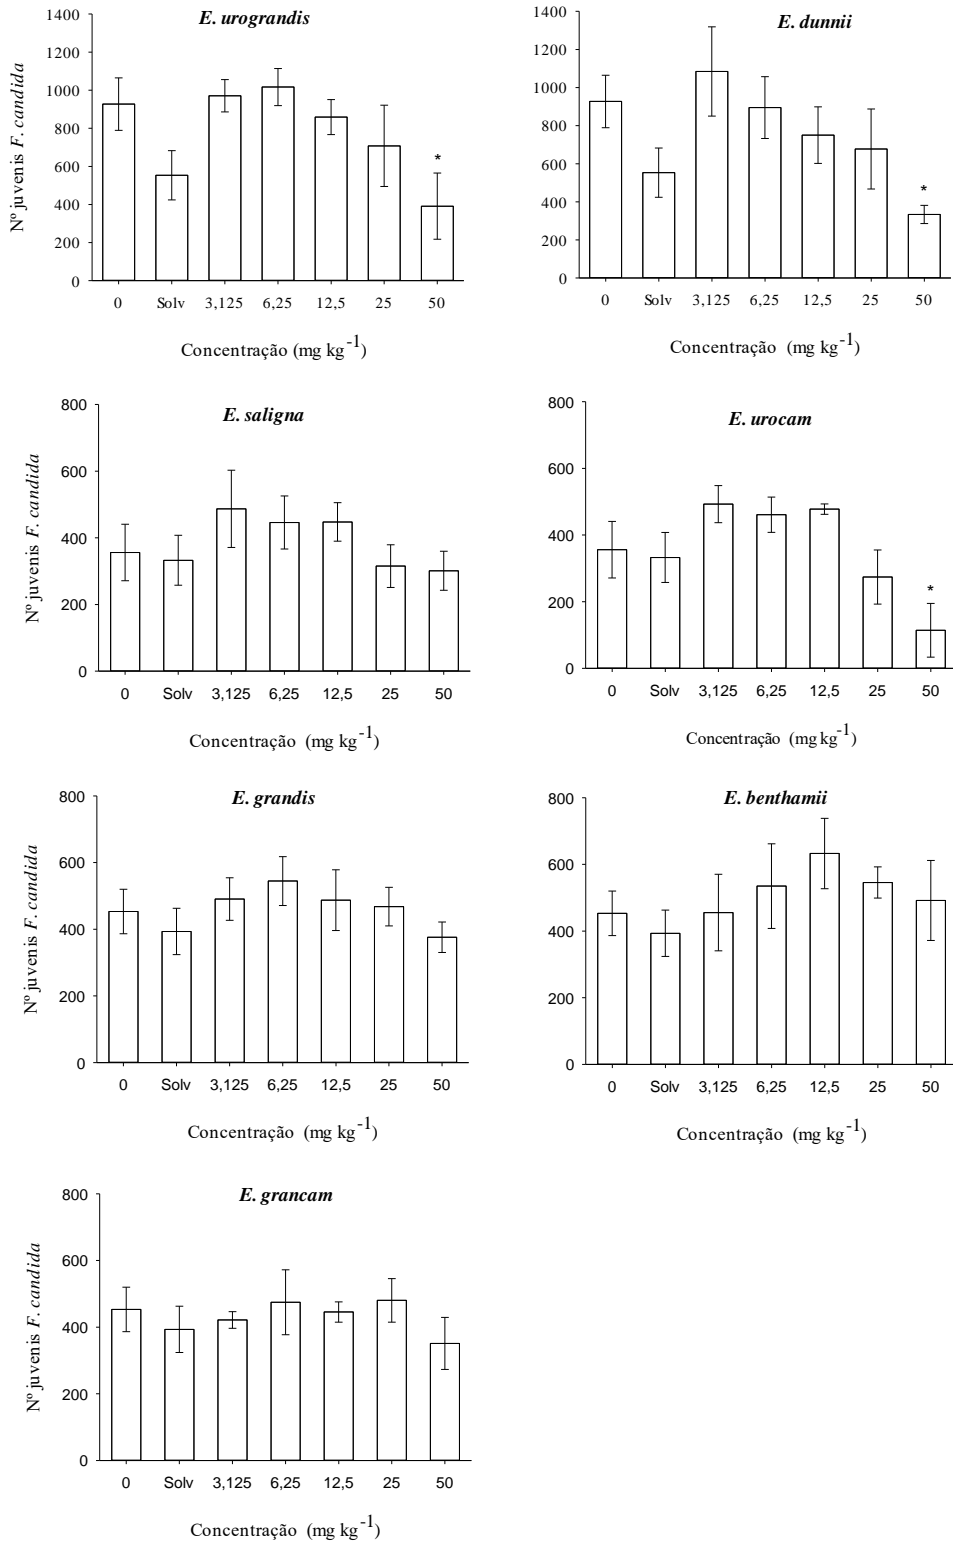 E. urograndis
1400
1200
1000
800
600
400
200
0
Nº juvenis F. candida
*
0 Solv 3,125 6,25 12,5 25 50
Concentração (mg kg-1)
E. dunnii
1400
1200
1000
800
600
400
200
0
*
0 Solv 3,125 6,25 12,5 25 50
Concentração (mg kg-1)
E. saligna
800
600
400
200
0
Nº juvenis F. candida
0 Solv 3,125 6,25 12,5 25 50
Concentração (mg kg-1)
E. urocam
800
600
400
200
0
*
0 Solv 3,125 6,25 12,5 25 50
Concentração (mg kg-1)
E. grandis
800
600
400
200
0
Nº juvenis F. candida
0 Solv 3,125 6,25 12,5 25 50
Concentração (mg kg-1)
E. benthamii
800
600
400
200
0
0 Solv 3,125 6,25 12,5 25 50
Concentração (mg kg-1)
E. grancam
800
600
400
200
0
Nº juvenis F. candida
0 Solv 3,125 6,25 12,5 25 50
Concentração (mg kg-1)